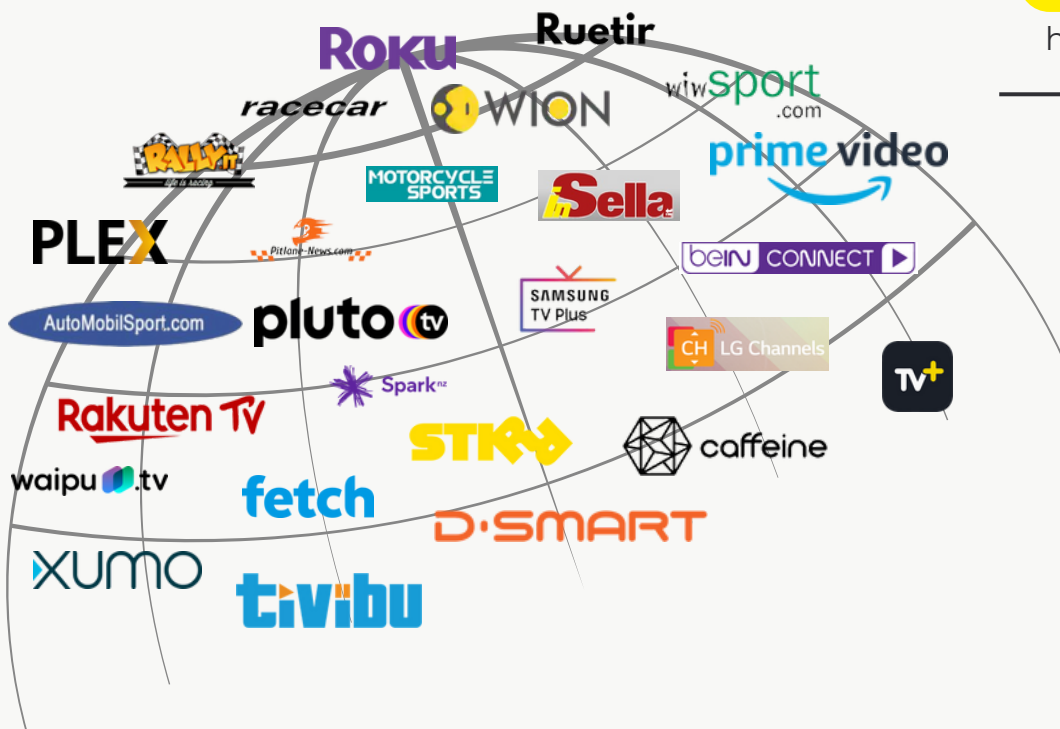 Roku
Ruetir
racecar
WION
wiwsport
.com
RALLY.IT
life is racing
MOTORCYCLE
SPORTS
inSella.it
prime video
PLEX
Pitlane-News.com
beIN CONNECT
AutoMobilSport.com
pluto tv
SAMSUNG
TV Plus
CH LG Channels
TV+
Spark nz
Rakuten TV
STIRR
caffeine
waipu.tv
fetch
D·SMART
XUMO
tivibu
h